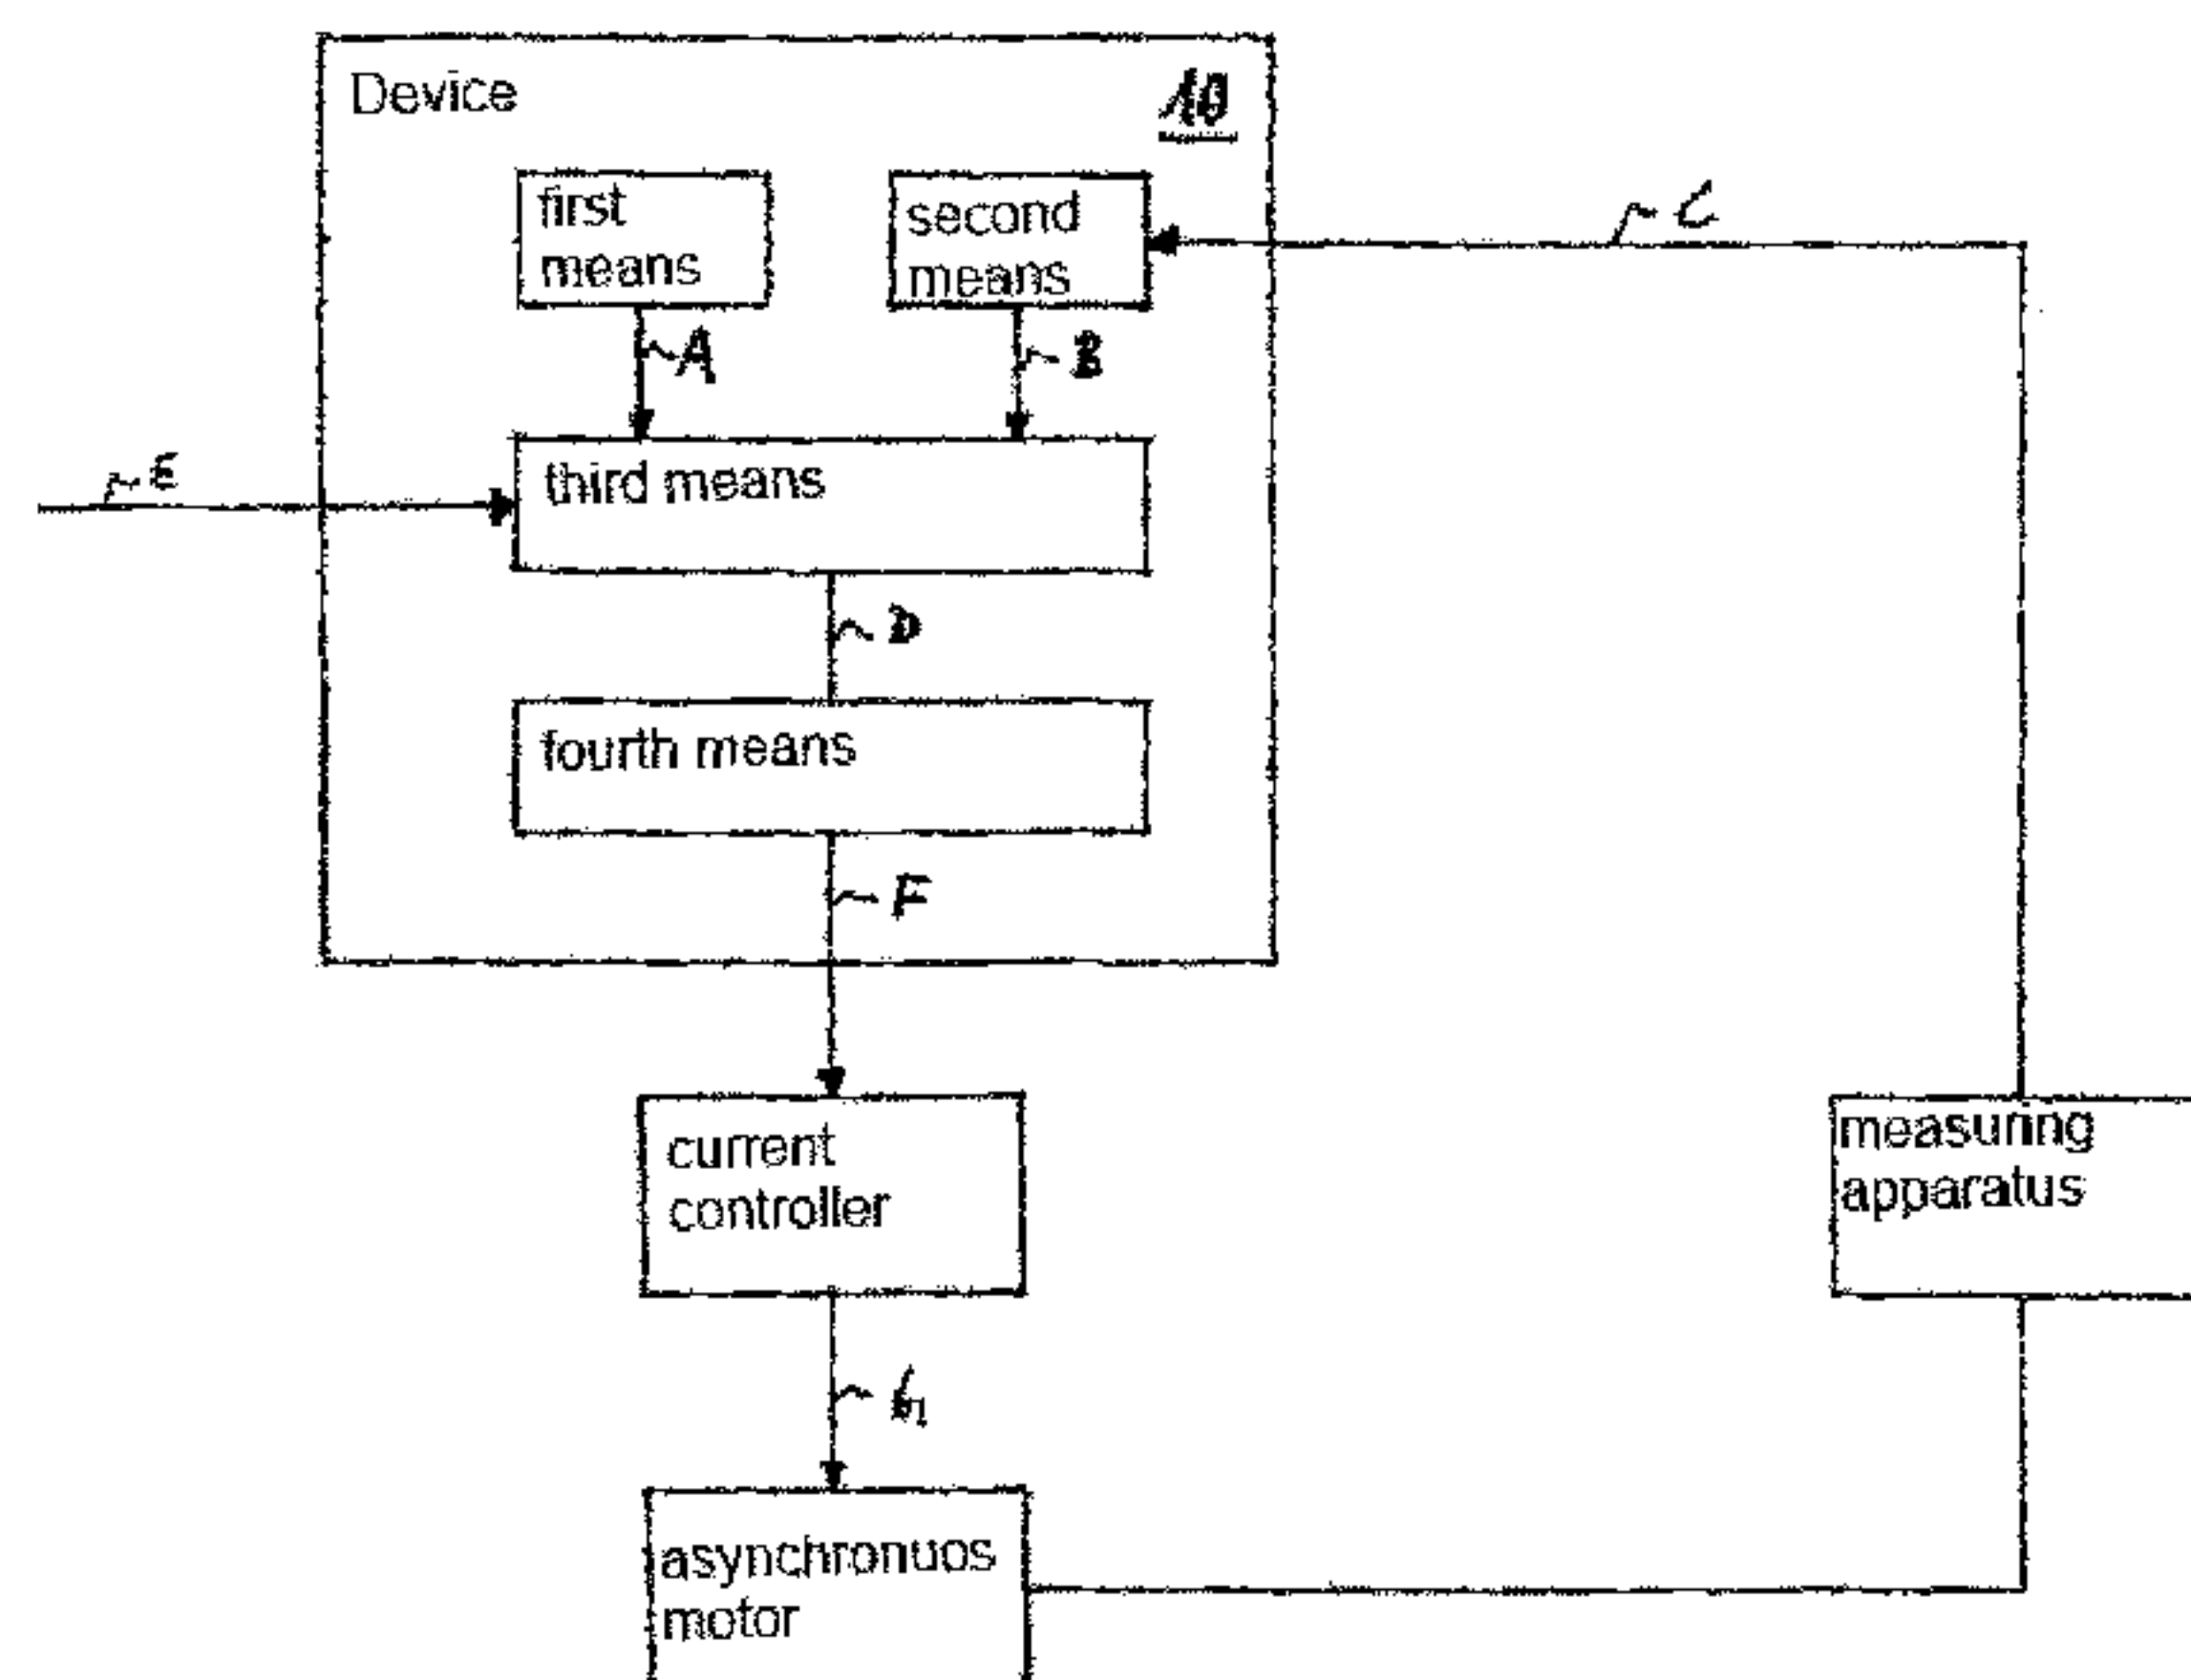 Device
10
first
means
second
means
C
A
B
E
third means
D
fourth means
F
current
controller
measuring
apparatus
G
asynchronuos
motor